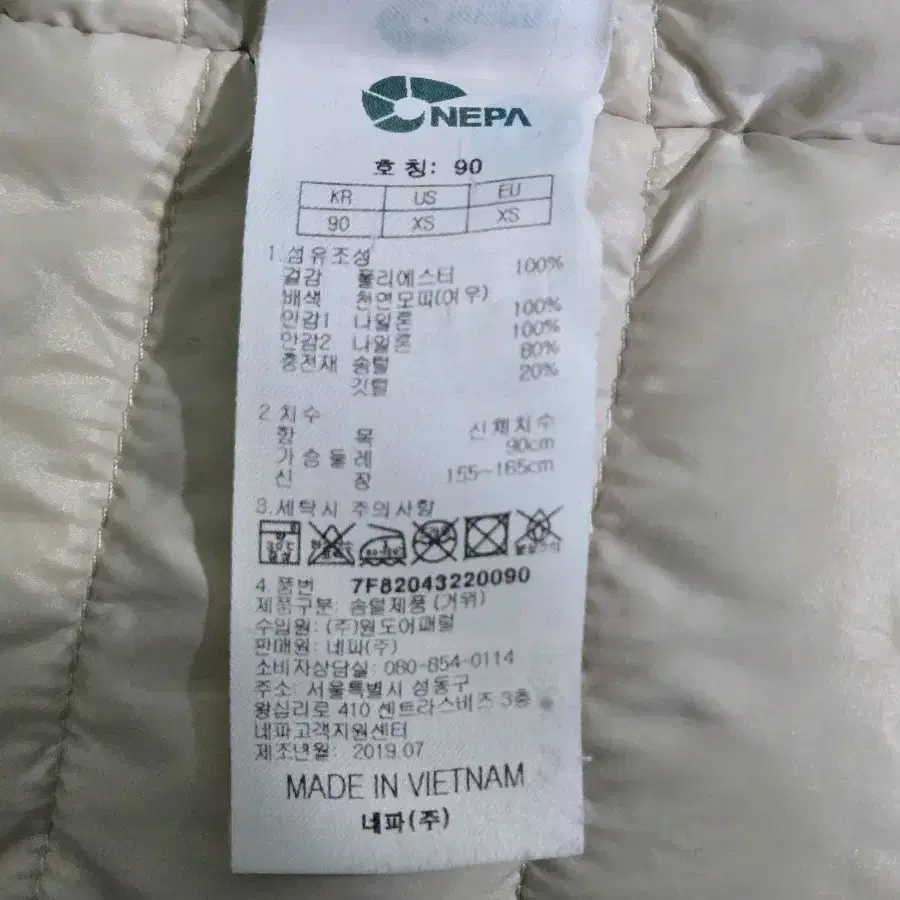 NEPA
호 칭: 90
KR US EU
90 XS XS
1.섬유조성
겉감 폴리에스터 100%
배색 천연모피(여우)
안감1 나일론 100%
안감2 나일론 100%
충전재 솜털 80%
깃털 20%
2.치수
항 목 신체치수
가슴둘레 90cm
신 장 155~165cm
3.세탁시 주의사항
4.품번 7F82043220090
제품구분: 솜털제품 (거위)
수입원: (주)원도어패럴
판매원: 네파(주)
소비자상담실: 080-854-0114
주소: 서울특별시 성동구
왕십리로 410 센트라스비즈 3층
네파고객지원센터
제조년월: 2019.07
MADE IN VIETNAM
네파(주)